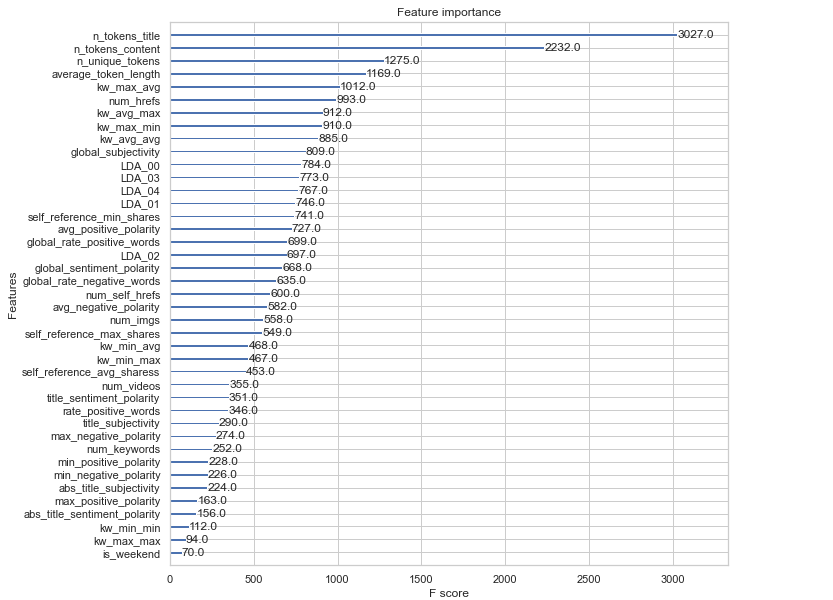 Feature importance
n_tokens_title 3027.0
n_tokens_content 2232.0
n_unique_tokens 1275.0
average_token_length 1169.0
kw_max_avg 1012.0
num_hrefs 993.0
kw_avg_max 912.0
kw_max_min 910.0
kw_avg_avg 885.0
global_subjectivity 809.0
LDA_00 784.0
LDA_03 773.0
LDA_04 767.0
LDA_01 746.0
self_reference_min_shares 741.0
avg_positive_polarity 727.0
global_rate_positive_words 699.0
LDA_02 697.0
global_sentiment_polarity 668.0
global_rate_negative_words 635.0
num_self_hrefs 600.0
avg_negative_polarity 582.0
num_imgs 558.0
self_reference_max_shares 549.0
kw_min_avg 468.0
kw_min_max 467.0
self_reference_avg_sharess 453.0
num_videos 355.0
title_sentiment_polarity 351.0
rate_positive_words 346.0
title_subjectivity 290.0
max_negative_polarity 274.0
num_keywords 252.0
min_positive_polarity 228.0
min_negative_polarity 226.0
abs_title_subjectivity 224.0
max_positive_polarity 163.0
abs_title_sentiment_polarity 156.0
kw_min_min 112.0
kw_max_max 94.0
is_weekend 70.0
Features
0 500 1000 1500 2000 2500 3000
F score